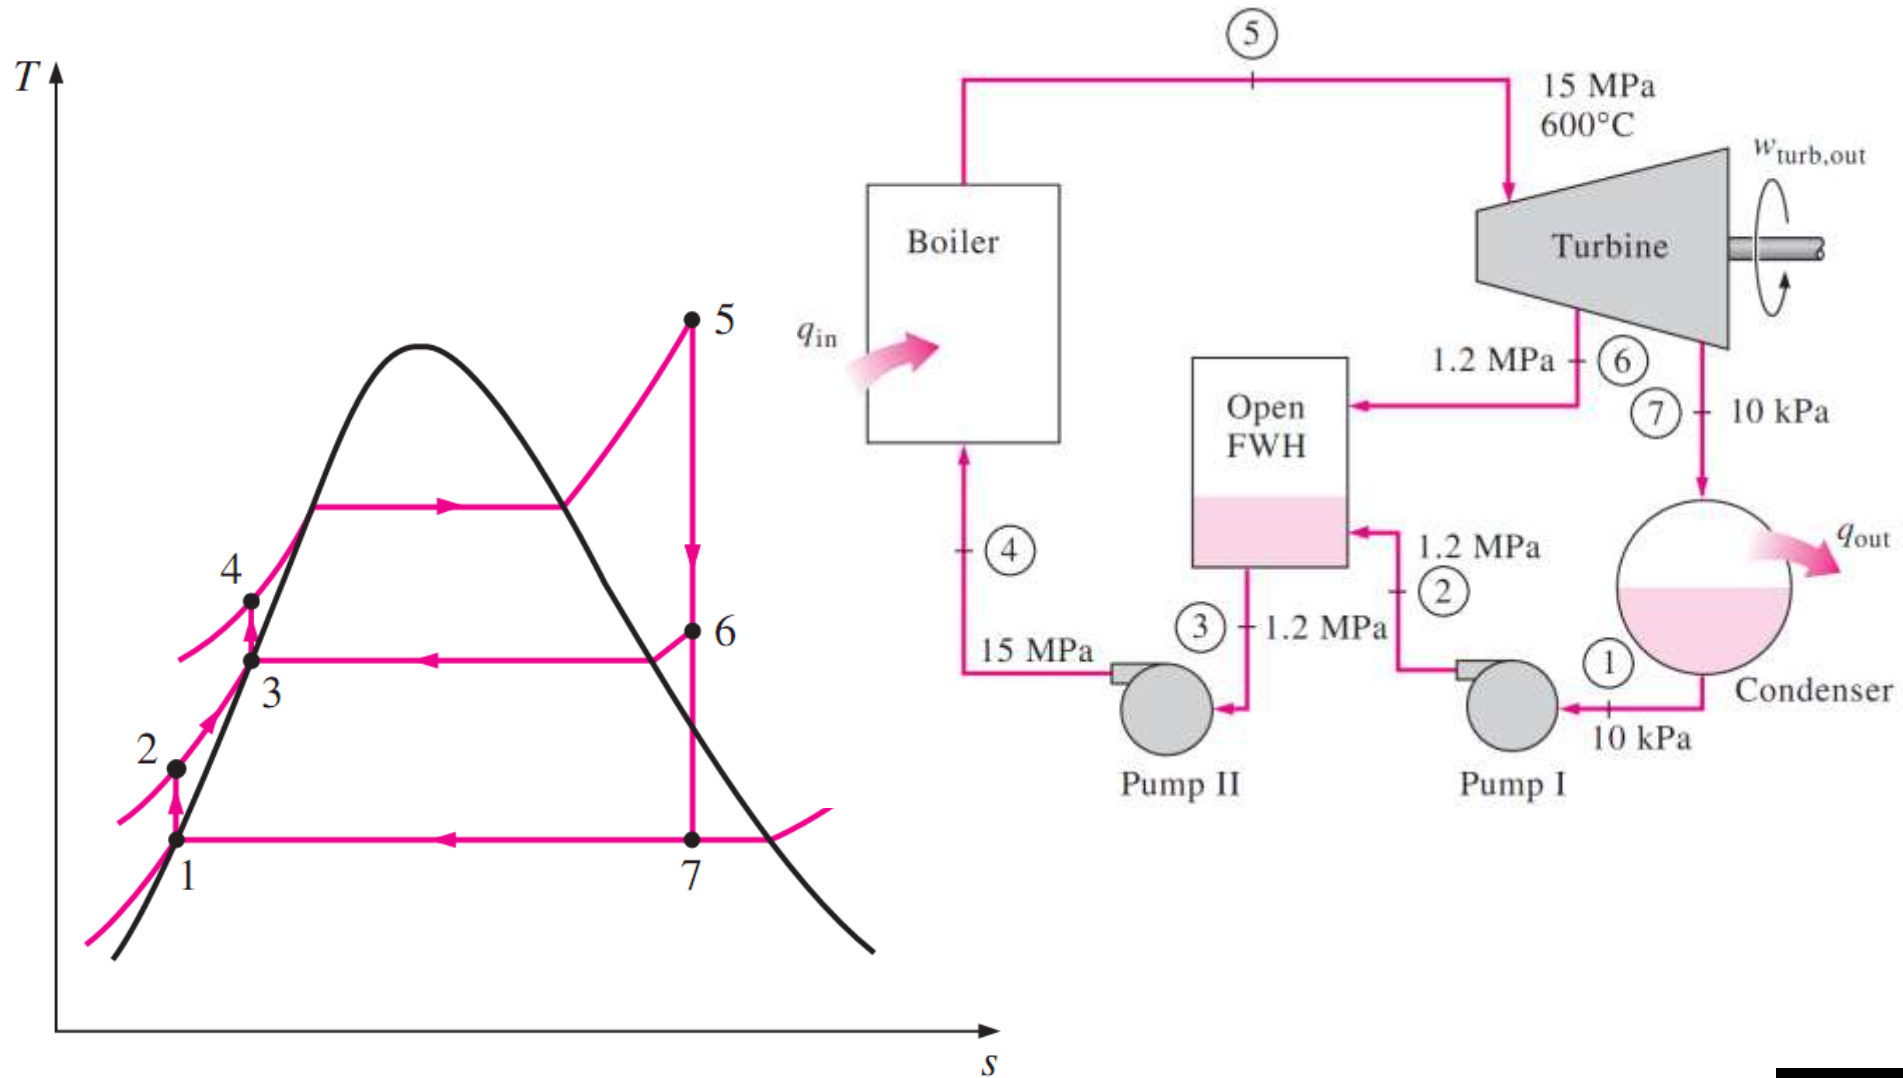 T
5
4
6
3
2
1
7
s
5
15 MPa
600°C
w_turb,out
Boiler
Turbine
q_in
1.2 MPa
6
7
10 kPa
Open
FWH
q_out
4
1.2 MPa
2
3
1.2 MPa
15 MPa
1
Condenser
10 kPa
Pump II
Pump I